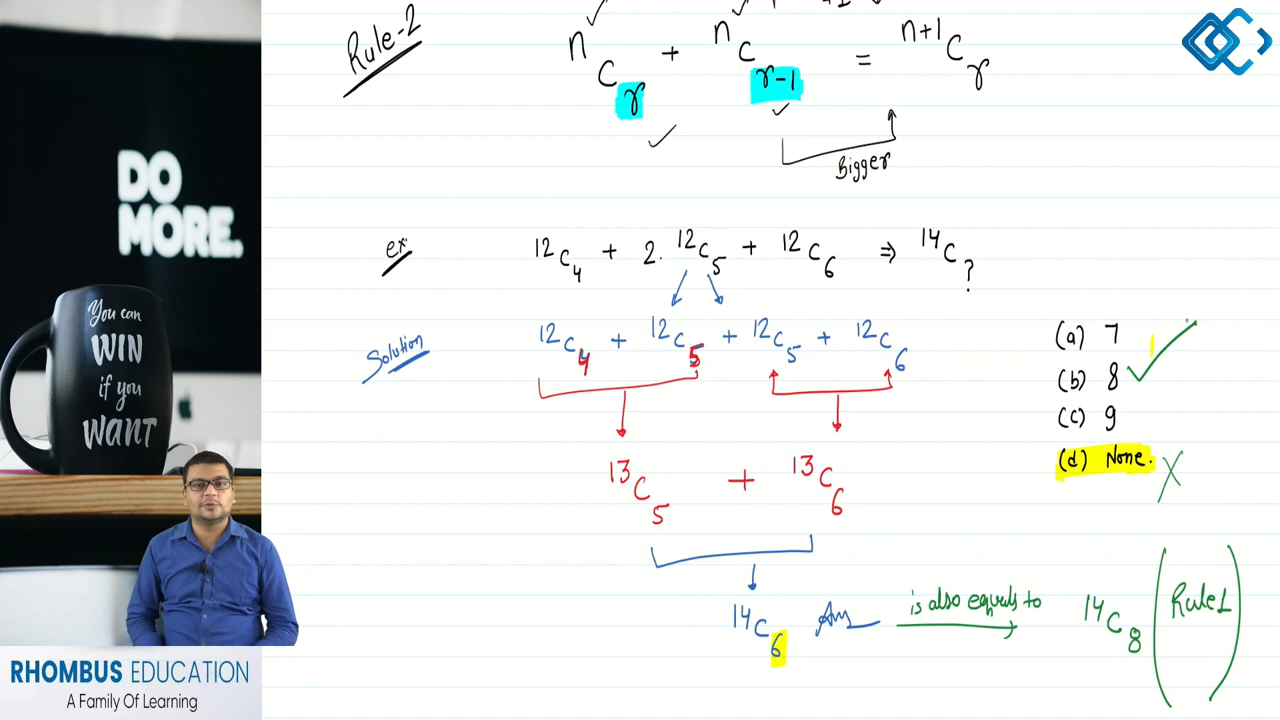 Rule-2
nCr + nCr-1 = n+1Cr
Bigger
ex
12C4 + 2. 12C5 + 12C6 ⇒ 14C?
Solution
12C4 + 12C5 + 12C5 + 12C6
(a) 7
(b) 8
(c) 9
(d) None.
13C5 + 13C6
14C6 Ans is also equals to 14C8 (Rule1)
DO
MORE.
You can
WIN
if you
WANT
RHOMBUS EDUCATION
A Family Of Learning